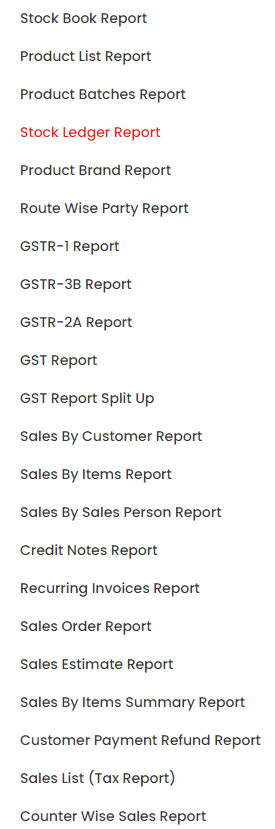 Stock Book Report
Product List Report
Product Batches Report
Stock Ledger Report
Product Brand Report
Route Wise Party Report
GSTR-1 Report
GSTR-3B Report
GSTR-2A Report
GST Report
GST Report Split Up
Sales By Customer Report
Sales By Items Report
Sales By Sales Person Report
Credit Notes Report
Recurring Invoices Report
Sales Order Report
Sales Estimate Report
Sales By Items Summary Report
Customer Payment Refund Report
Sales List (Tax Report)
Counter Wise Sales Report